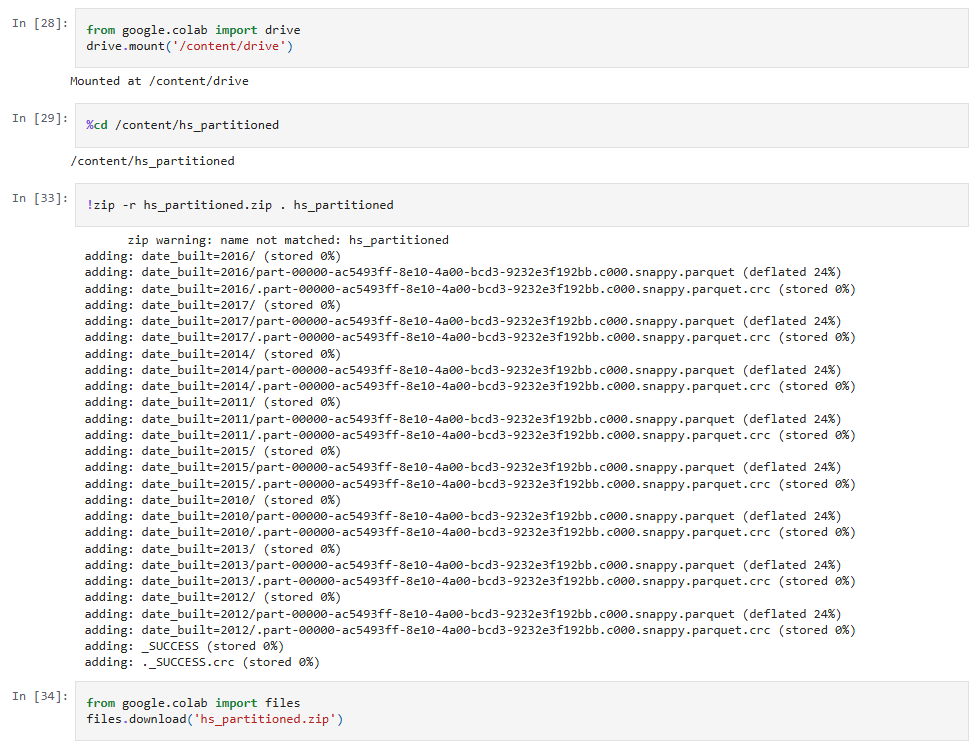 In [28]:
from google.colab import drive
drive.mount('/content/drive')
Mounted at /content/drive
In [29]:
%cd /content/hs_partitioned
/content/hs_partitioned
In [33]:
!zip -r hs_partitioned.zip . hs_partitioned
zip warning: name not matched: hs_partitioned
adding: date_built=2016/ (stored 0%)
adding: date_built=2016/part-00000-ac5493ff-8e10-4a00-bcd3-9232e3f192bb.c000.snappy.parquet (deflated 24%)
adding: date_built=2016/.part-00000-ac5493ff-8e10-4a00-bcd3-9232e3f192bb.c000.snappy.parquet.crc (stored 0%)
adding: date_built=2017/ (stored 0%)
adding: date_built=2017/part-00000-ac5493ff-8e10-4a00-bcd3-9232e3f192bb.c000.snappy.parquet (deflated 24%)
adding: date_built=2017/.part-00000-ac5493ff-8e10-4a00-bcd3-9232e3f192bb.c000.snappy.parquet.crc (stored 0%)
adding: date_built=2014/ (stored 0%)
adding: date_built=2014/part-00000-ac5493ff-8e10-4a00-bcd3-9232e3f192bb.c000.snappy.parquet (deflated 24%)
adding: date_built=2014/.part-00000-ac5493ff-8e10-4a00-bcd3-9232e3f192bb.c000.snappy.parquet.crc (stored 0%)
adding: date_built=2011/ (stored 0%)
adding: date_built=2011/part-00000-ac5493ff-8e10-4a00-bcd3-9232e3f192bb.c000.snappy.parquet (deflated 24%)
adding: date_built=2011/.part-00000-ac5493ff-8e10-4a00-bcd3-9232e3f192bb.c000.snappy.parquet.crc (stored 0%)
adding: date_built=2015/ (stored 0%)
adding: date_built=2015/part-00000-ac5493ff-8e10-4a00-bcd3-9232e3f192bb.c000.snappy.parquet (deflated 24%)
adding: date_built=2015/.part-00000-ac5493ff-8e10-4a00-bcd3-9232e3f192bb.c000.snappy.parquet.crc (stored 0%)
adding: date_built=2010/ (stored 0%)
adding: date_built=2010/part-00000-ac5493ff-8e10-4a00-bcd3-9232e3f192bb.c000.snappy.parquet (deflated 24%)
adding: date_built=2010/.part-00000-ac5493ff-8e10-4a00-bcd3-9232e3f192bb.c000.snappy.parquet.crc (stored 0%)
adding: date_built=2013/ (stored 0%)
adding: date_built=2013/part-00000-ac5493ff-8e10-4a00-bcd3-9232e3f192bb.c000.snappy.parquet (deflated 24%)
adding: date_built=2013/.part-00000-ac5493ff-8e10-4a00-bcd3-9232e3f192bb.c000.snappy.parquet.crc (stored 0%)
adding: date_built=2012/ (stored 0%)
adding: date_built=2012/part-00000-ac5493ff-8e10-4a00-bcd3-9232e3f192bb.c000.snappy.parquet (deflated 24%)
adding: date_built=2012/.part-00000-ac5493ff-8e10-4a00-bcd3-9232e3f192bb.c000.snappy.parquet.crc (stored 0%)
adding: _SUCCESS (stored 0%)
adding: ._SUCCESS.crc (stored 0%)
In [34]:
from google.colab import files
files.download('hs_partitioned.zip')